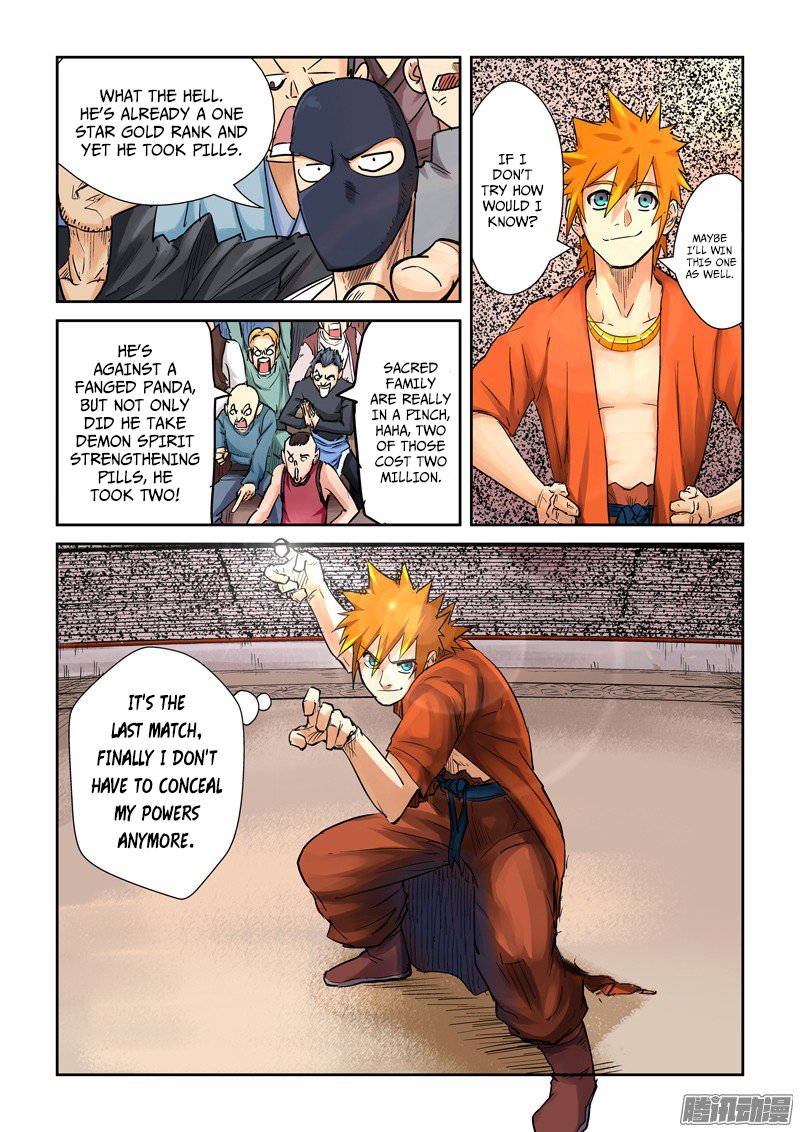 WHAT THE HELL.
HE'S ALREADY A ONE
STAR GOLD RANK AND
YET HE TOOK PILLS.
IF I
DON'T
TRY HOW
WOULD I
KNOW?
MAYBE
I'LL WIN
THIS ONE
AS WELL.
HE'S
AGAINST A
FANGED PANDA,
BUT NOT ONLY
DID HE TAKE
DEMON SPIRIT
STRENGTHENING
PILLS, HE
TOOK TWO!
SACRED
FAMILY
ARE REALLY
IN A PINCH,
HAHA, TWO
OF THOSE
COST TWO
MILLION.
IT'S THE
LAST MATCH,
FINALLY I DON'T
HAVE TO CONCEAL
MY POWERS
ANYMORE.
腾讯动漫